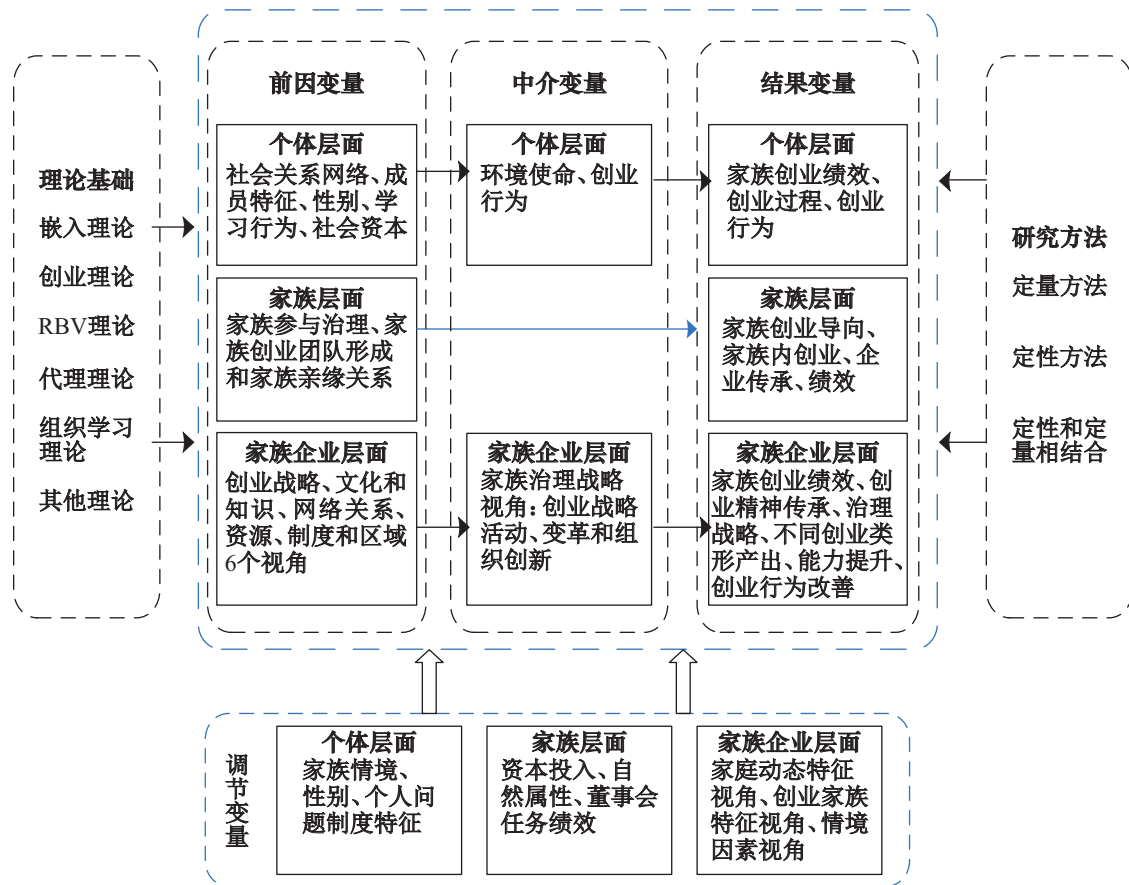 理论基础
嵌入理论
创业理论
RBV理论
代理理论
组织学习
理论
其他理论
前因变量
个体层面
社会关系网络、成
员特征、性别、学
习行为、社会资本
家族层面
家族参与治理、家
族创业团队形成
和家族亲缘关系
家族企业层面
创业战略、文化和
知识、网络关系、
资源、制度和区域
6个视角
中介变量
个体层面
环境使命、创业
行为
家族企业层面
家族治理战略
视角：创业战略
活动、变革和组
织创新
结果变量
个体层面
家族创业绩效、
创业过程、创业
行为
家族层面
家族创业导向、
家族内创业、企
业传承、绩效
家族企业层面
家族创业绩效、创
业精神传承、治理
战略、不同创业类
形产出、能力提升、
创业行为改善
研究方法
定量方法
定性方法
定性和定
量相结合
调节变量
个体层面
家族情境、
性别、个人问
题制度特征
家族层面
资本投入、自
然属性、董事会
任务绩效
家族企业层面
家庭动态特征
视角、创业家族
特征视角、情境
因素视角